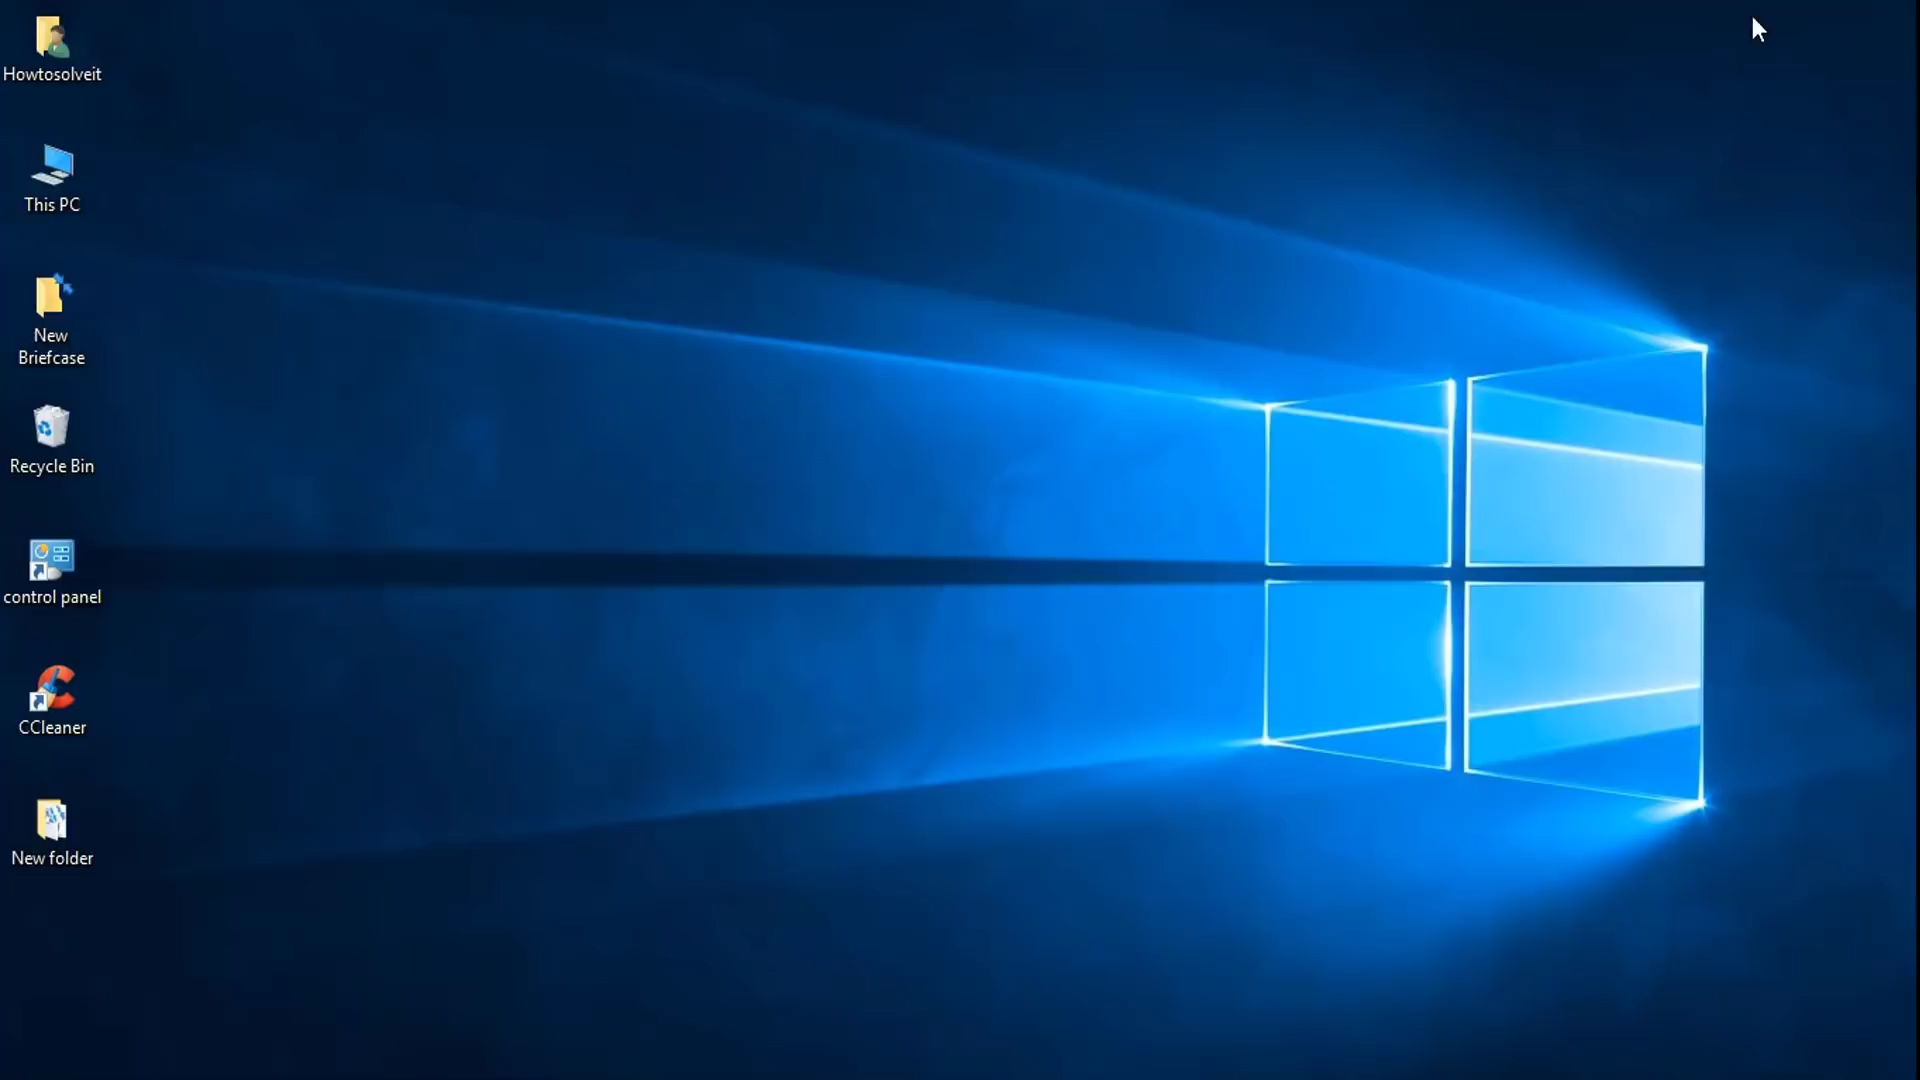 Howtosolveit
This PC
New
Briefcase
Recycle Bin
control panel
CCleaner
New folder